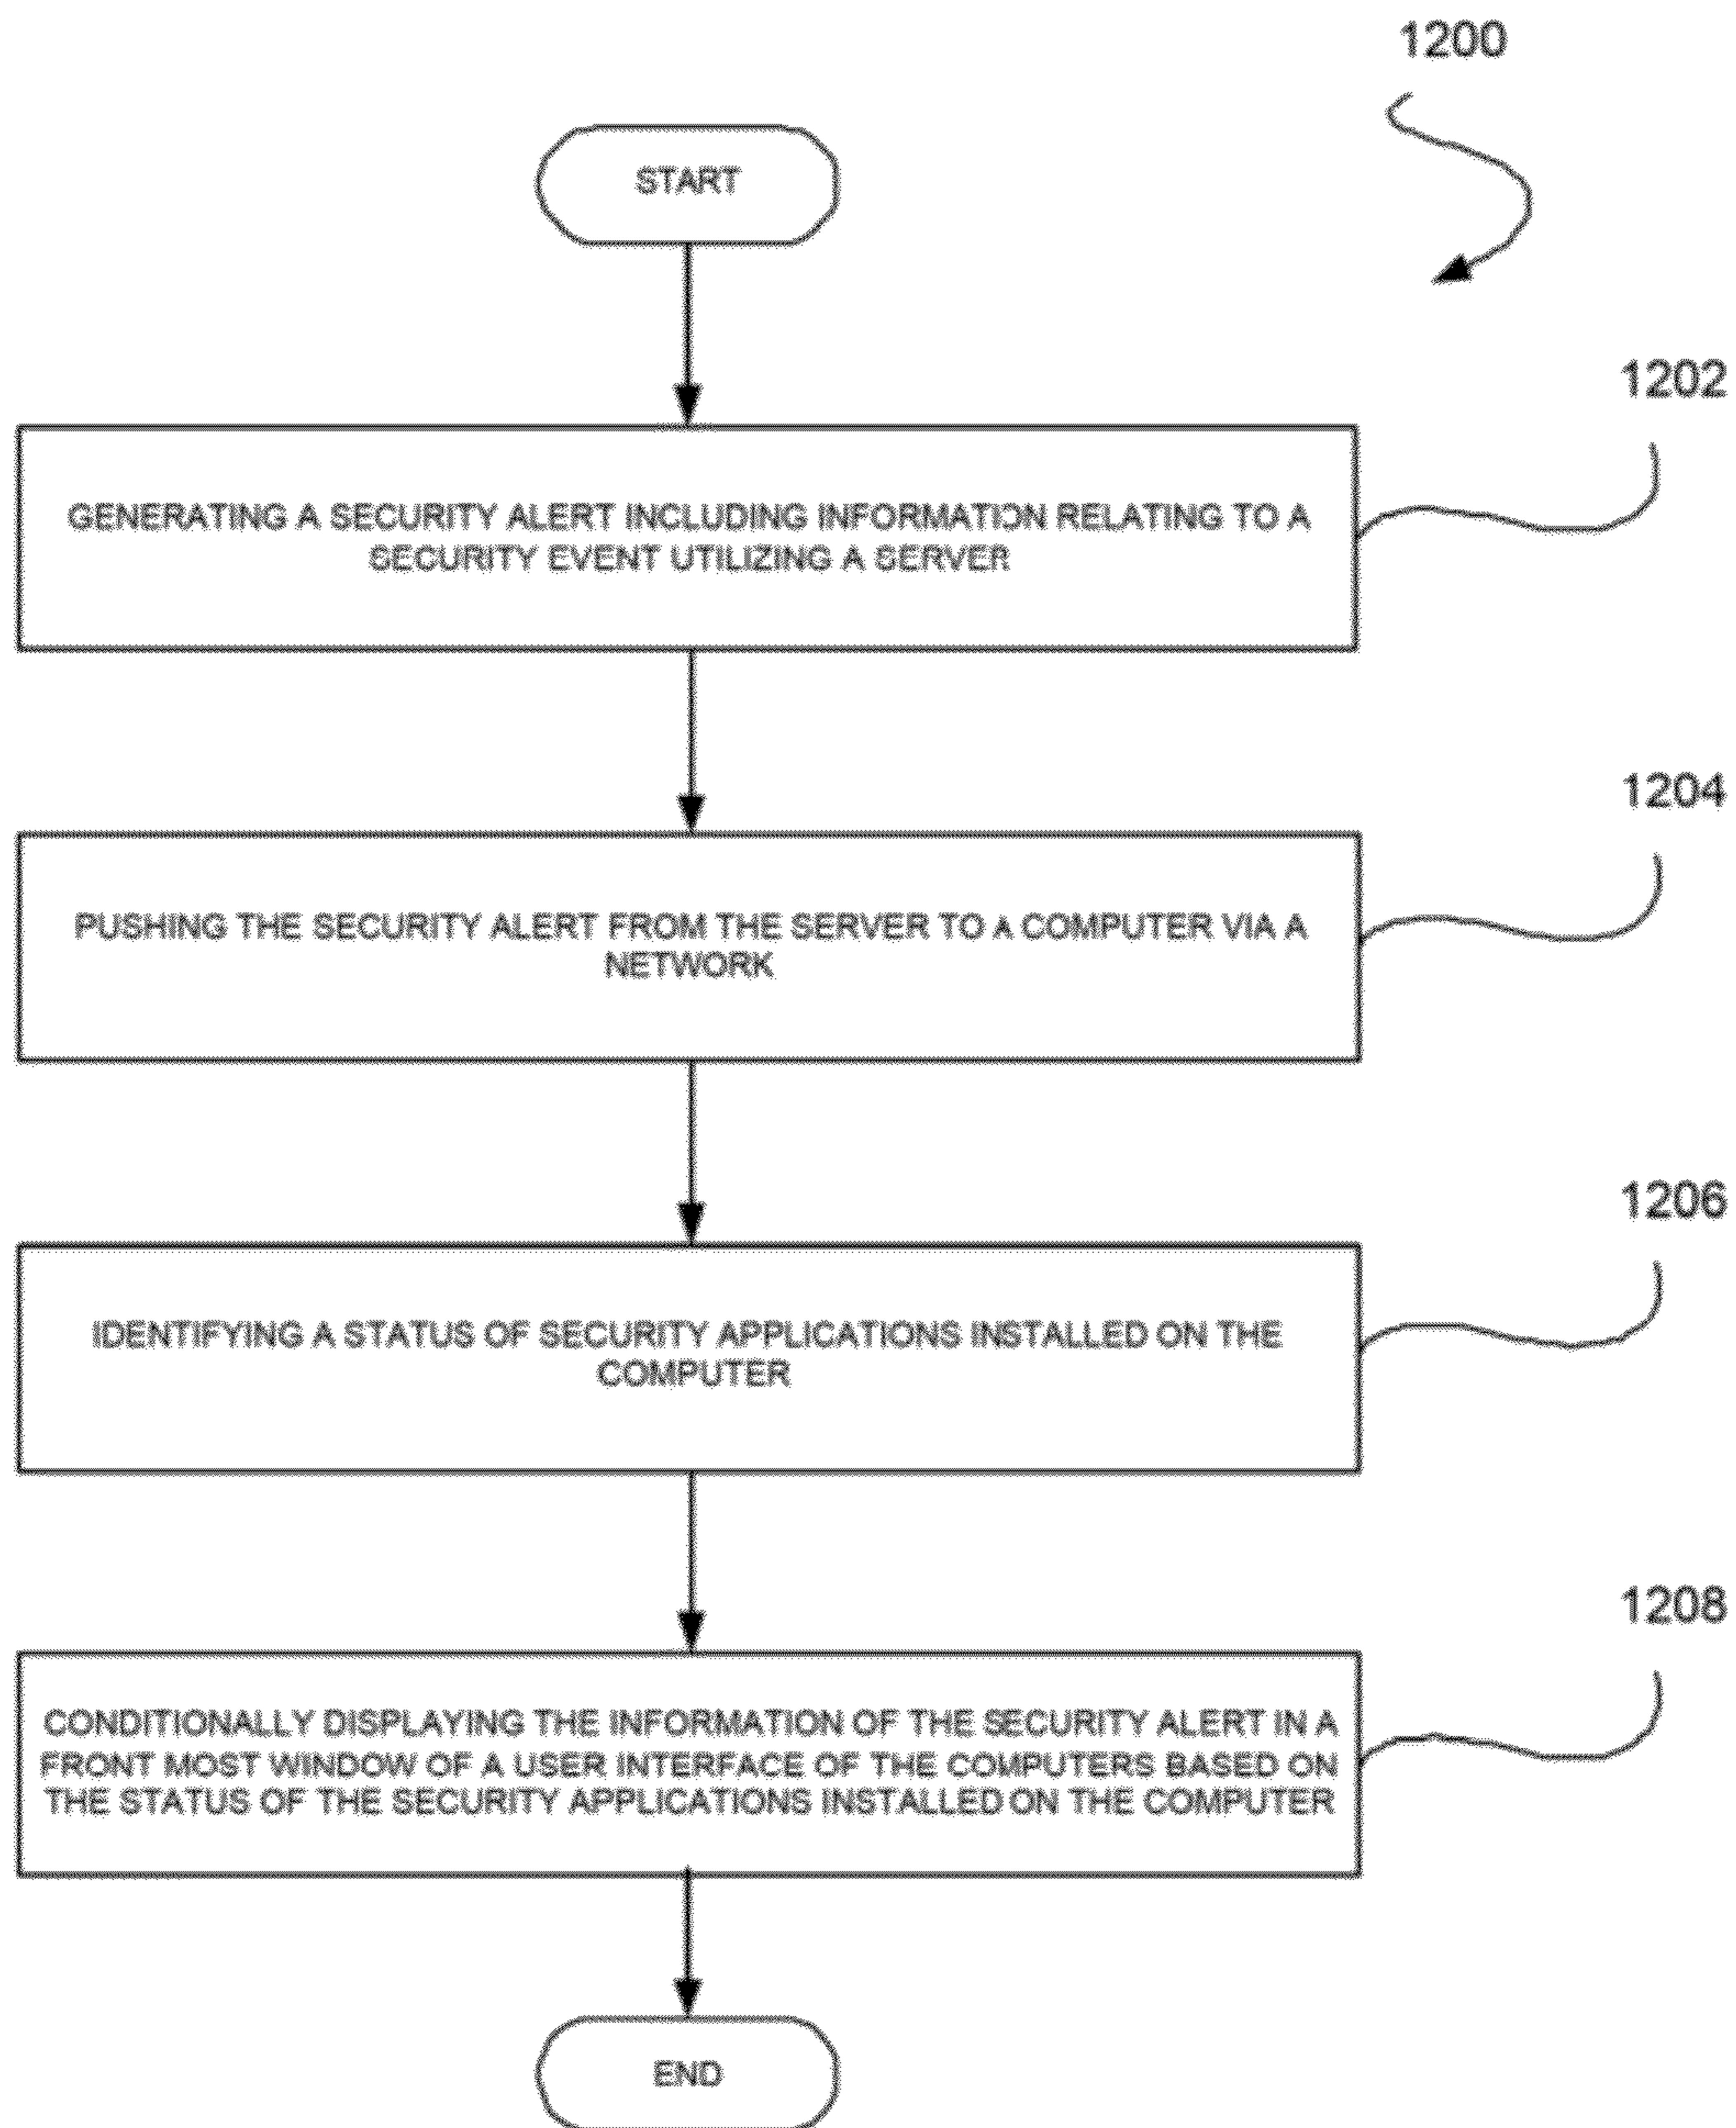 1200
START
1202
GENERATING A SECURITY ALERT INCLUDING INFORMATION RELATING TO A
SECURITY EVENT UTILIZING A SERVER
1204
PUSHING THE SECURITY ALERT FROM THE SERVER TO A COMPUTER VIA A
NETWORK
1206
IDENTIFYING A STATUS OF SECURITY APPLICATIONS INSTALLED ON THE
COMPUTER
1208
CONDITIONALLY DISPLAYING THE INFORMATION OF THE SECURITY ALERT IN A
FRONT MOST WINDOW OF A USER INTERFACE OF THE COMPUTERS BASED ON
THE STATUS OF THE SECURITY APPLICATIONS INSTALLED ON THE COMPUTER
END